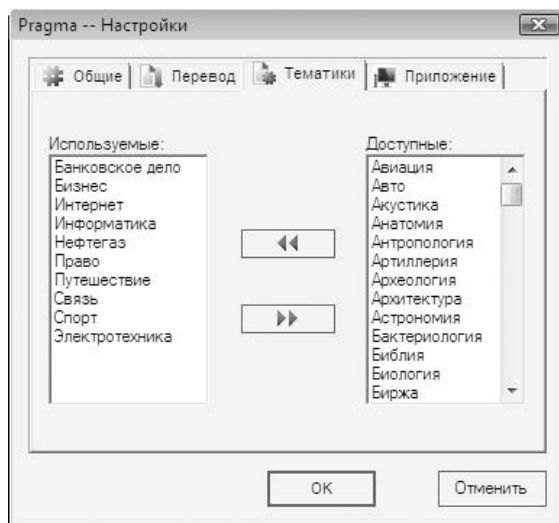 Pragma -- Настройки
Общие
Перевод
Тематики
Приложение
Используемые:
Банковское дело
Бизнес
Интернет
Информатика
Нефтегаз
Право
Путешествие
Связь
Спорт
Электротехника
Доступные:
Авиация
Авто
Акустика
Анатомия
Антропология
Артиллерия
Археология
Архитектура
Астрономия
Бактериология
Библия
Биология
Биржа
OK
Отменить